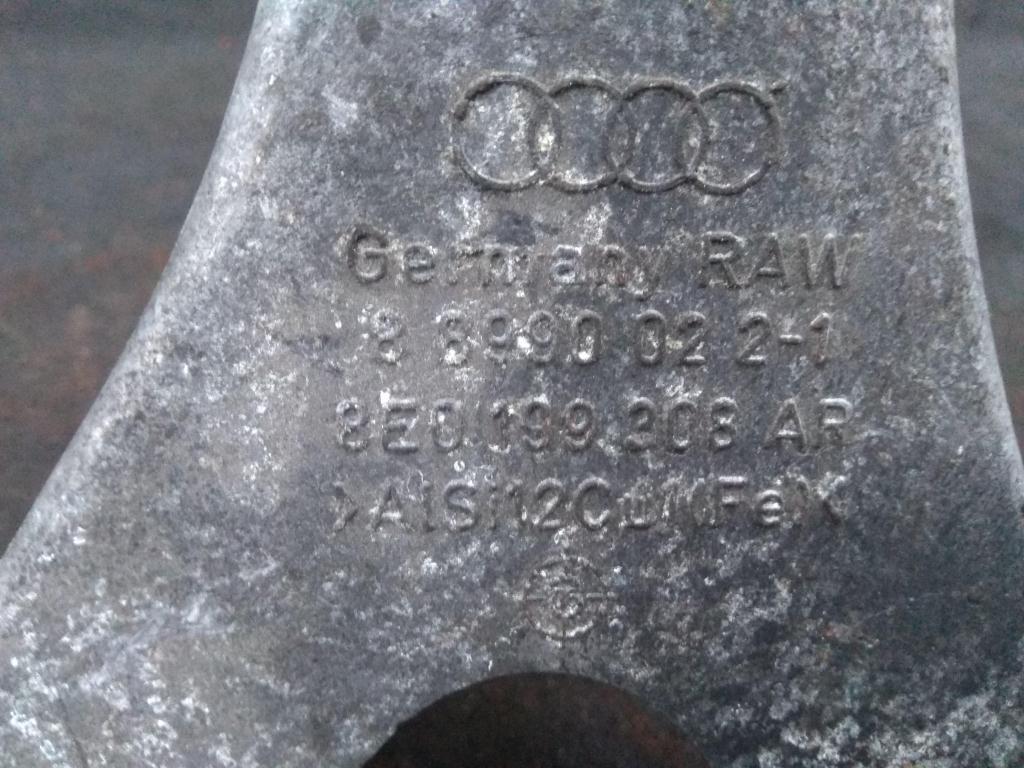 Germany RAW
8 8990 02 2-1
8E0.199.308 AR
>AlSi12Cu1(Fe)<